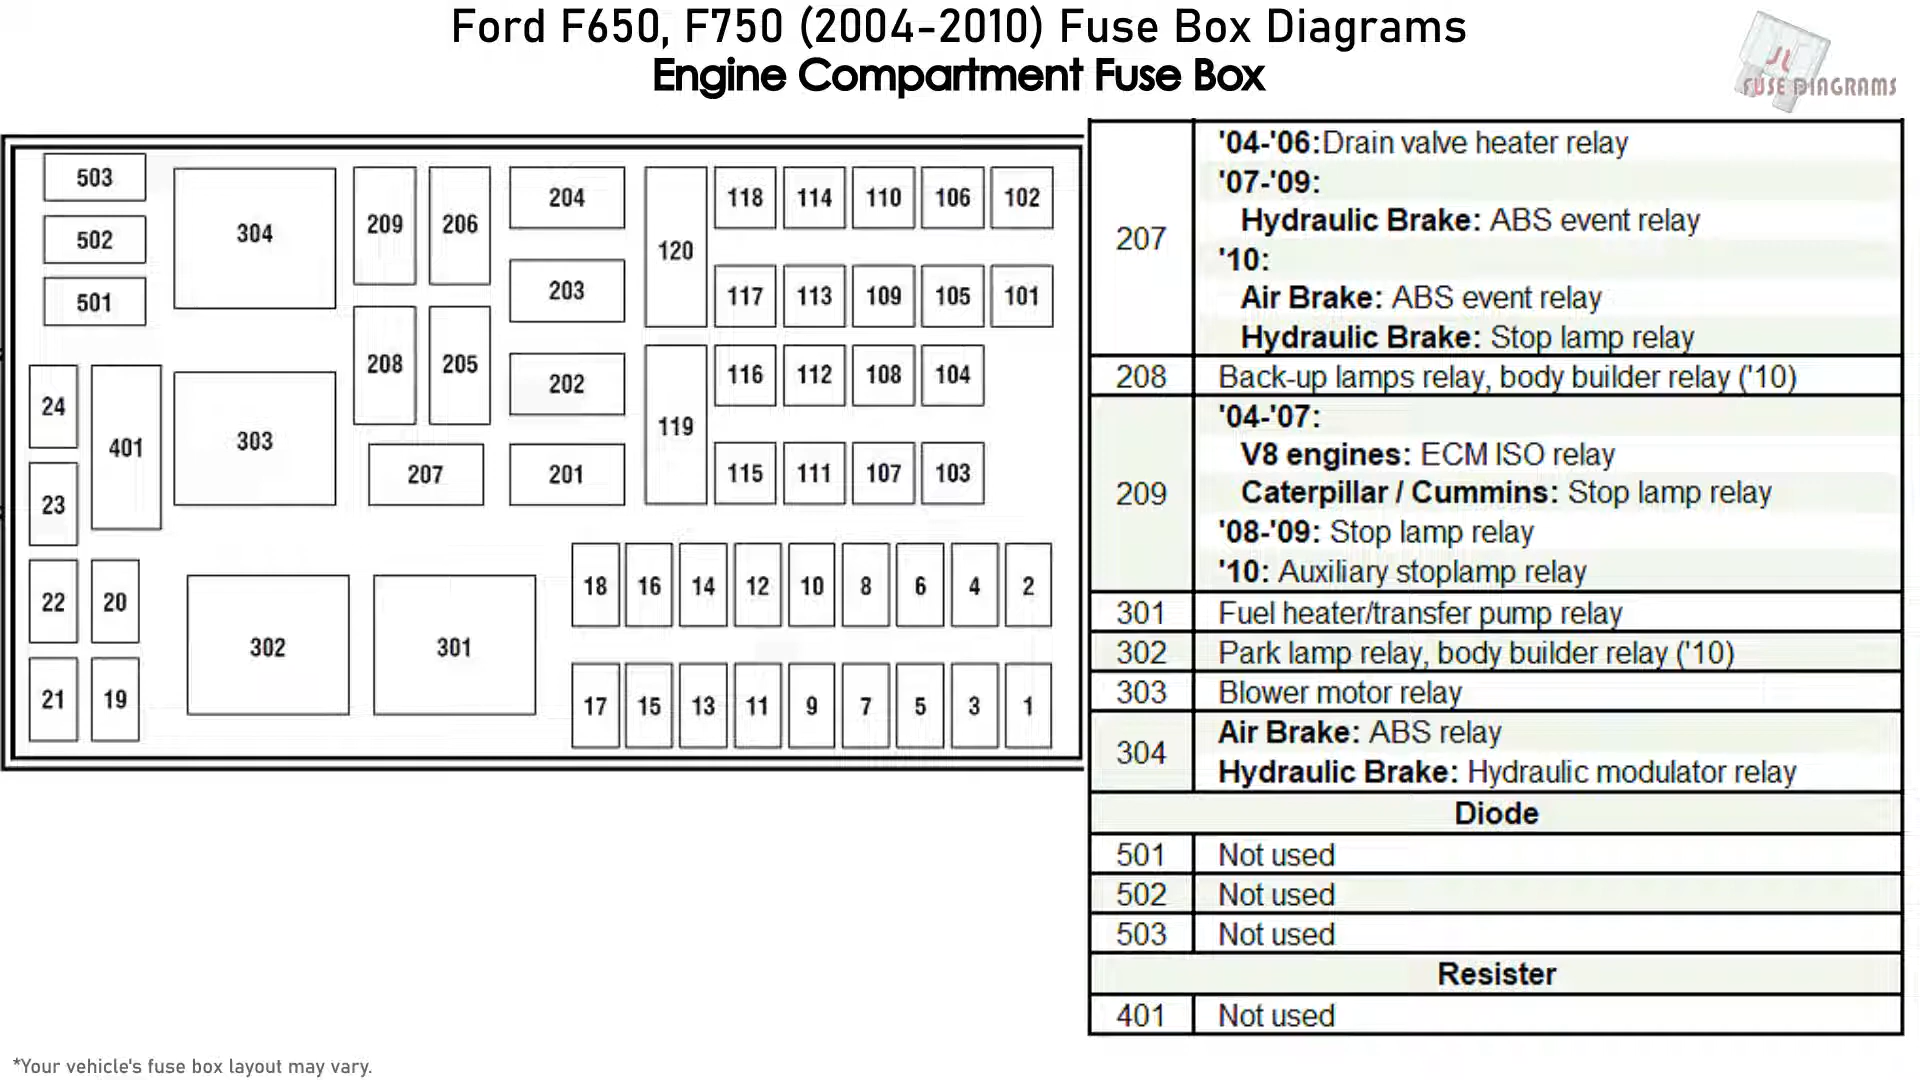 Ford F650, F750 (2004-2010) Fuse Box Diagrams
Engine Compartment Fuse Box
JL
FUSE DIAGRAMS
503
502
501
304
209
206
204
203
120
118
114
110
106
102
117
113
109
105
101
24
23
401
303
208
205
207
202
201
119
116
112
108
104
115
111
107
103
22
20
21
19
302
301
18
16
14
12
10
8
6
4
2
17
15
13
11
9
7
5
3
1
207
'04-'06:Drain valve heater relay
'07-'09:
Hydraulic Brake: ABS event relay
'10:
Air Brake: ABS event relay
Hydraulic Brake: Stop lamp relay
208 Back-up lamps relay, body builder relay ('10)
209
'04-'07:
V8 engines: ECM ISO relay
Caterpillar / Cummins: Stop lamp relay
'08-'09: Stop lamp relay
'10: Auxiliary stoplamp relay
301 Fuel heater/transfer pump relay
302 Park lamp relay, body builder relay ('10)
303 Blower motor relay
304
Air Brake: ABS relay
Hydraulic Brake: Hydraulic modulator relay
Diode
501 Not used
502 Not used
503 Not used
Resister
401 Not used
*Your vehicle's fuse box layout may vary.